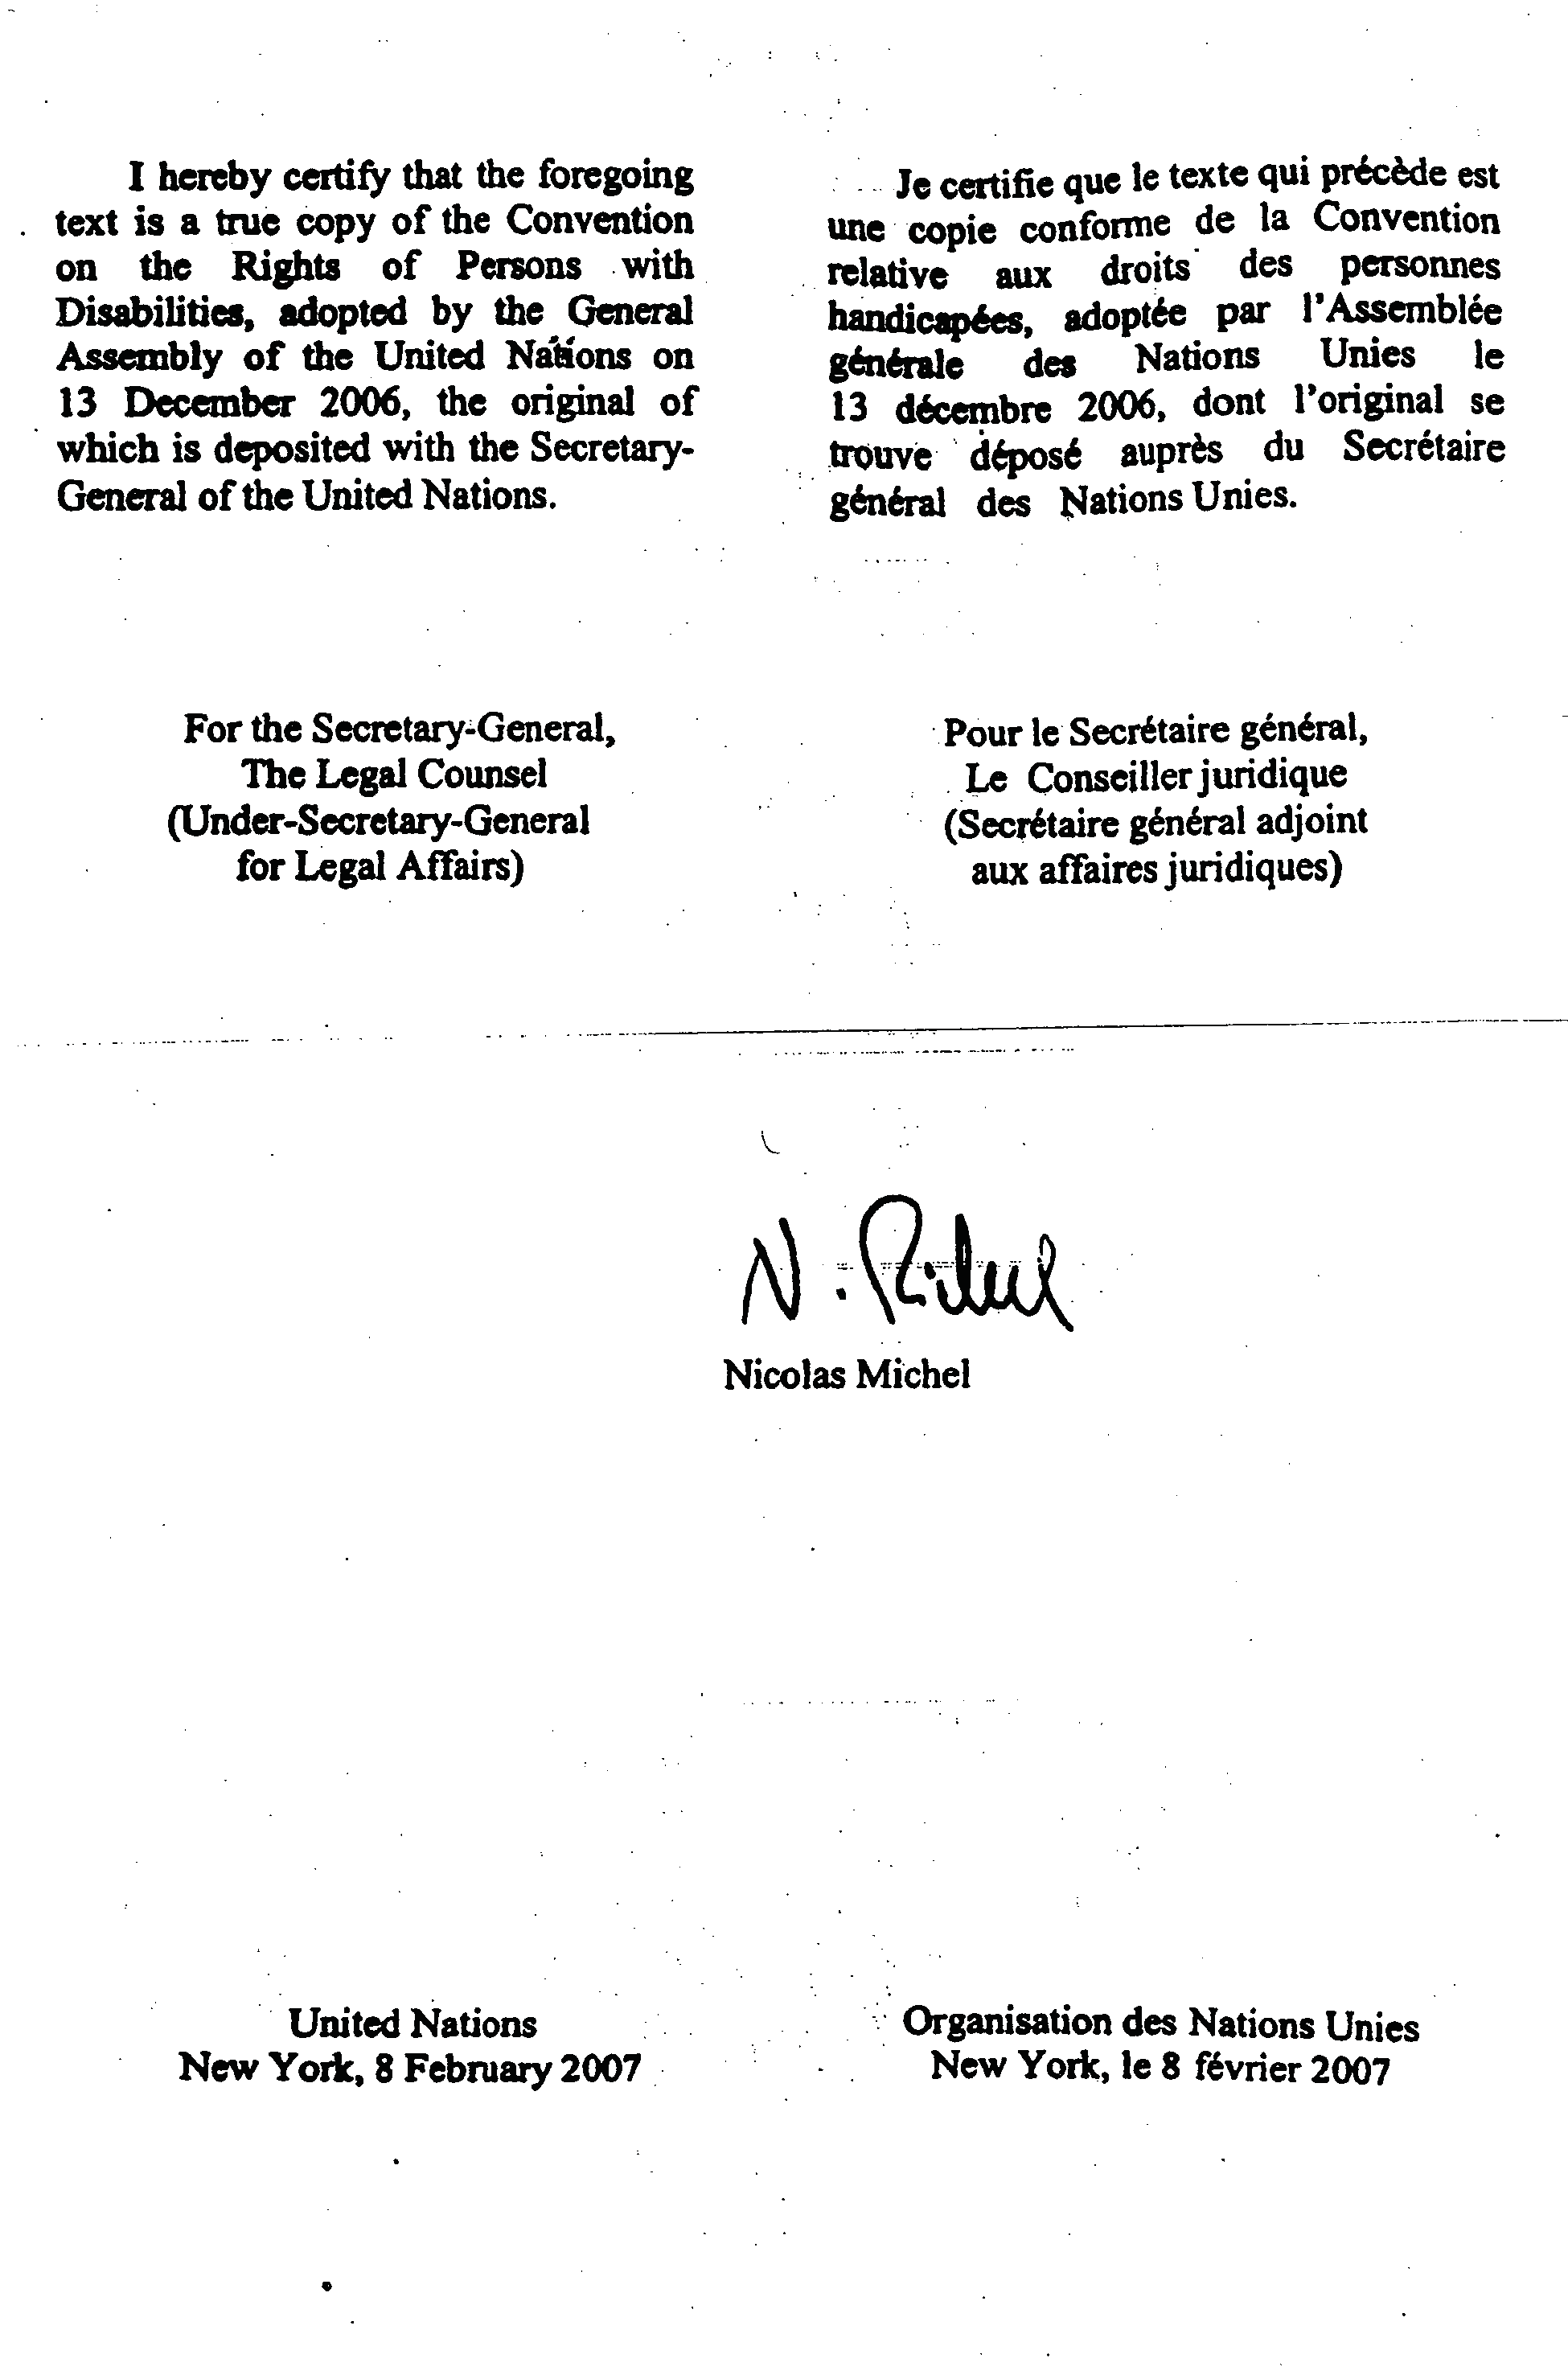 I hereby certify that the foregoing
text is a true copy of the Convention
on the Rights of Persons with
Disabilities, adopted by the General
Assembly of the United Nations on
13 December 2006, the original of
which is deposited with the Secretary-
General of the United Nations.
Je certifie que le texte qui précède est
une copie conforme de la Convention
relative aux droits des personnes
handicapées, adoptée par l'Assemblée
générale des Nations Unies le
13 décembre 2006, dont l'original se
trouve déposé auprès du Secrétaire
général des Nations Unies.
For the Secretary-General,
The Legal Counsel
(Under-Secretary-General
for Legal Affairs)
Pour le Secrétaire général,
Le Conseiller juridique
(Secrétaire général adjoint
aux affaires juridiques)
N. Michel
Nicolas Michel
United Nations
New York, 8 February 2007
Organisation des Nations Unies
New York, le 8 février 2007